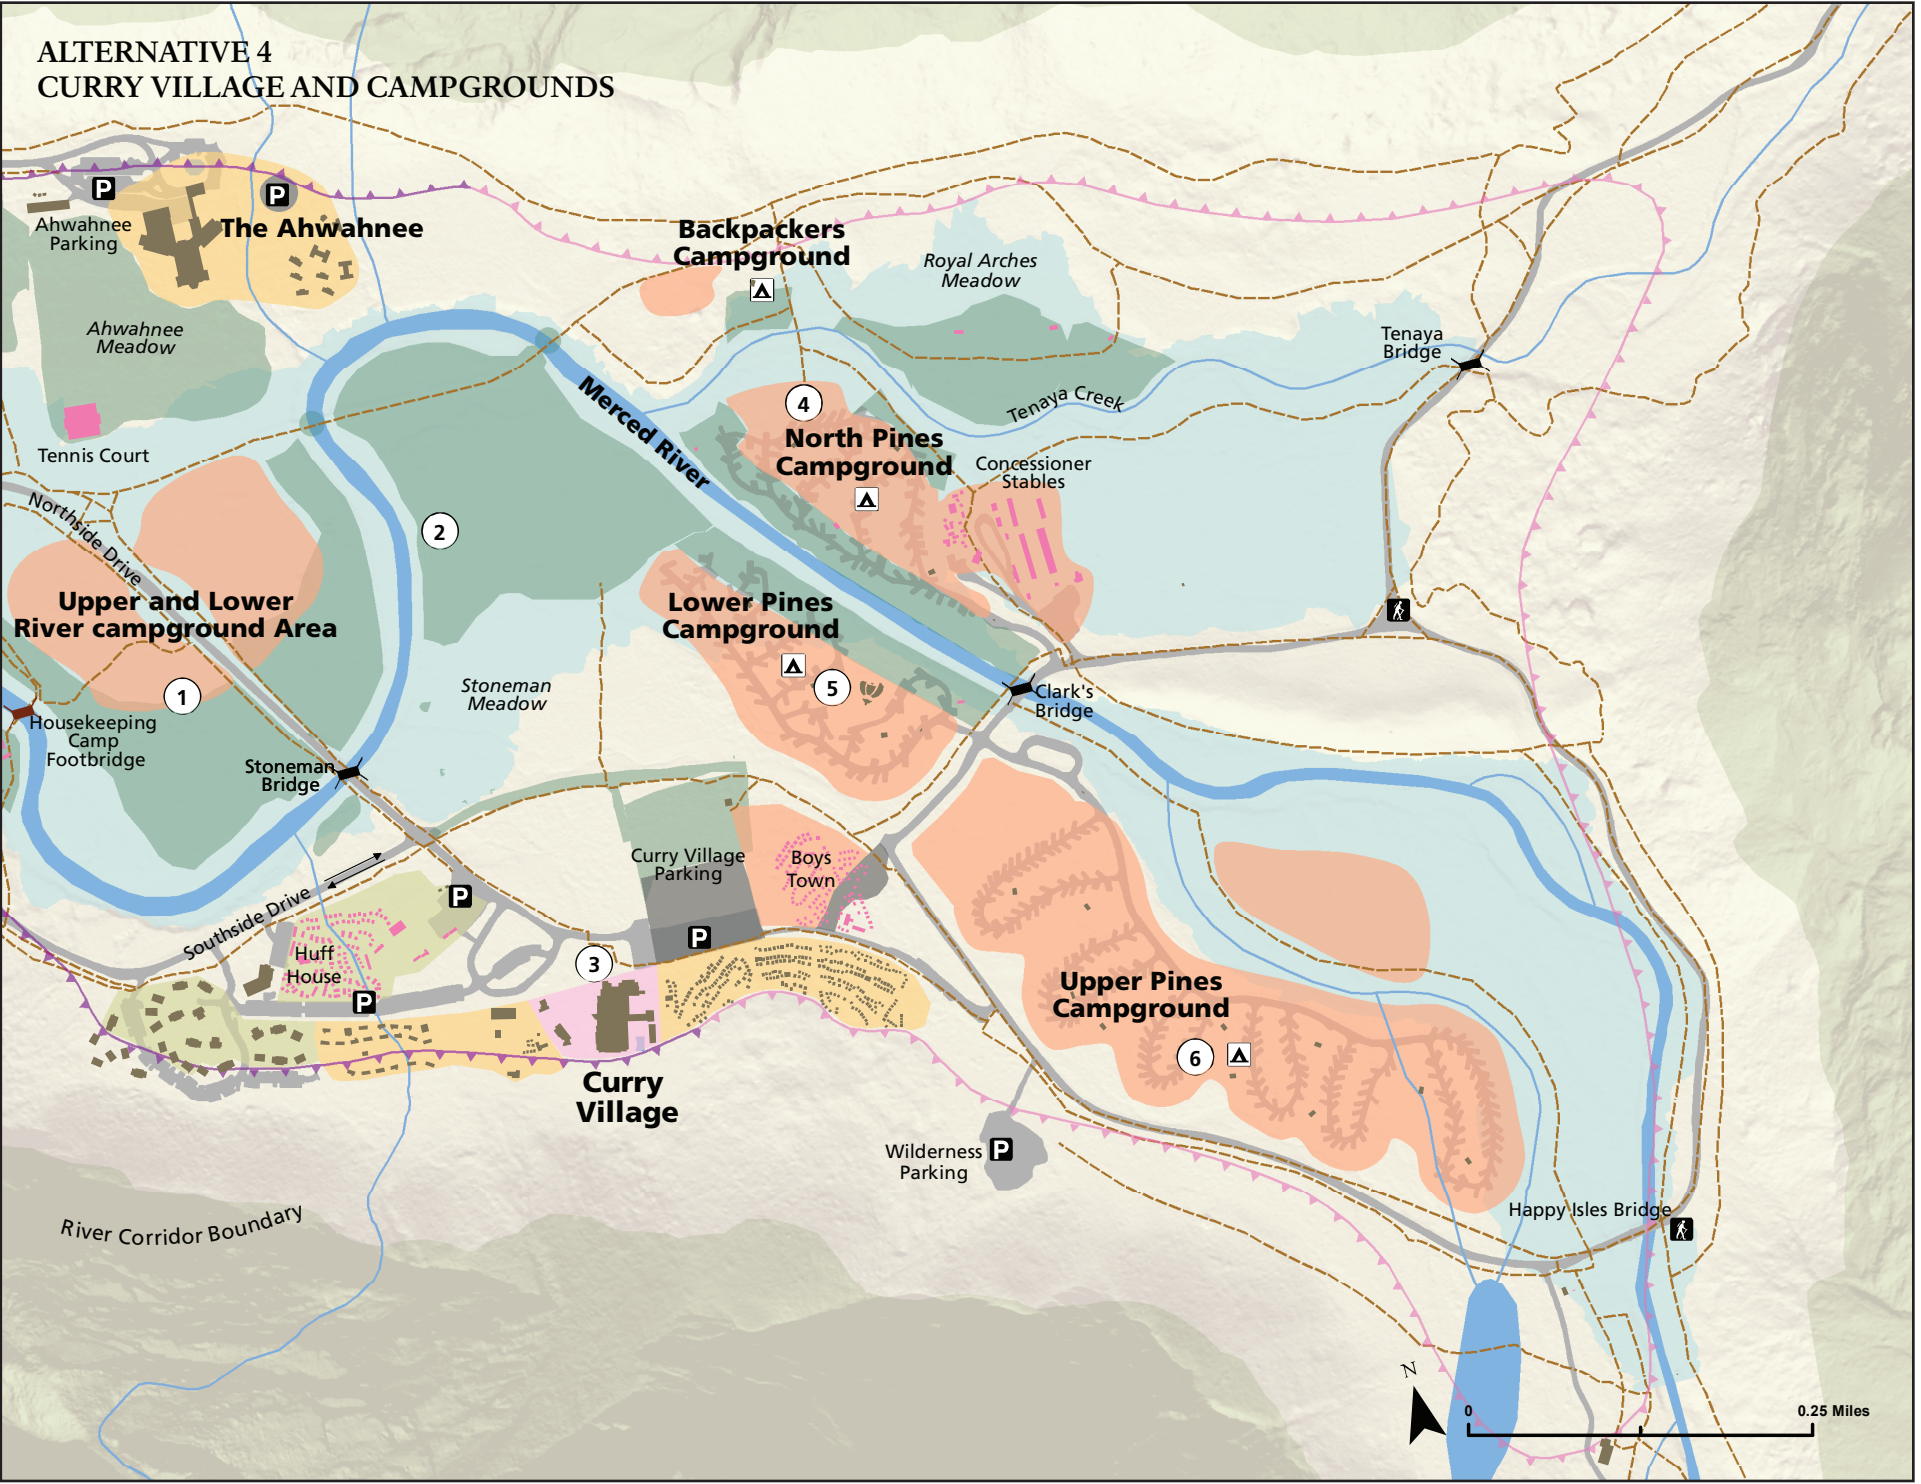 ALTERNATIVE 4
CURRY VILLAGE AND CAMPGROUNDS
P
P
Ahwahnee
Parking
The Ahwahnee
Backpackers
Campground
Royal Arches
Meadow
Ahwahnee
Meadow
Tenaya
Bridge
Merced River
4
Tenaya Creek
North Pines
Campground
Tennis Court
Concessioner
Stables
Northside Drive
2
Upper and Lower
River campground Area
Lower Pines
Campground
1
5
Stoneman
Meadow
Clark's
Bridge
Housekeeping
Camp
Footbridge
Stoneman
Bridge
Curry Village
Parking
Boys
Town
P
Southside Drive
Huff
House
P
3
P
Upper Pines
Campground
6
Curry
Village
Wilderness
Parking
P
River Corridor Boundary
Happy Isles Bridge
N
0
0.25 Miles